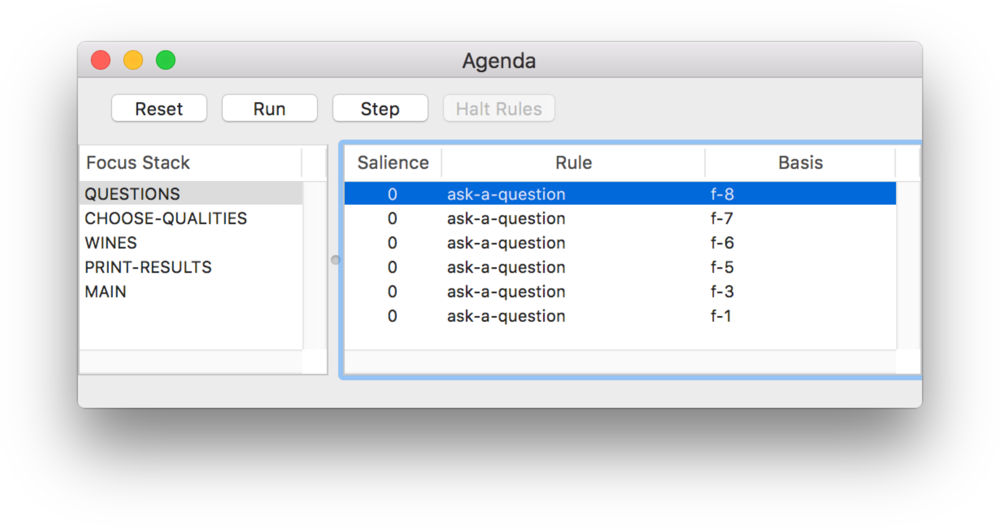 Agenda
Reset Run Step Halt Rules
Focus Stack
QUESTIONS
CHOOSE-QUALITIES
WINES
PRINT-RESULTS
MAIN
Salience Rule Basis
0 ask-a-question f-8
0 ask-a-question f-7
0 ask-a-question f-6
0 ask-a-question f-5
0 ask-a-question f-3
0 ask-a-question f-1